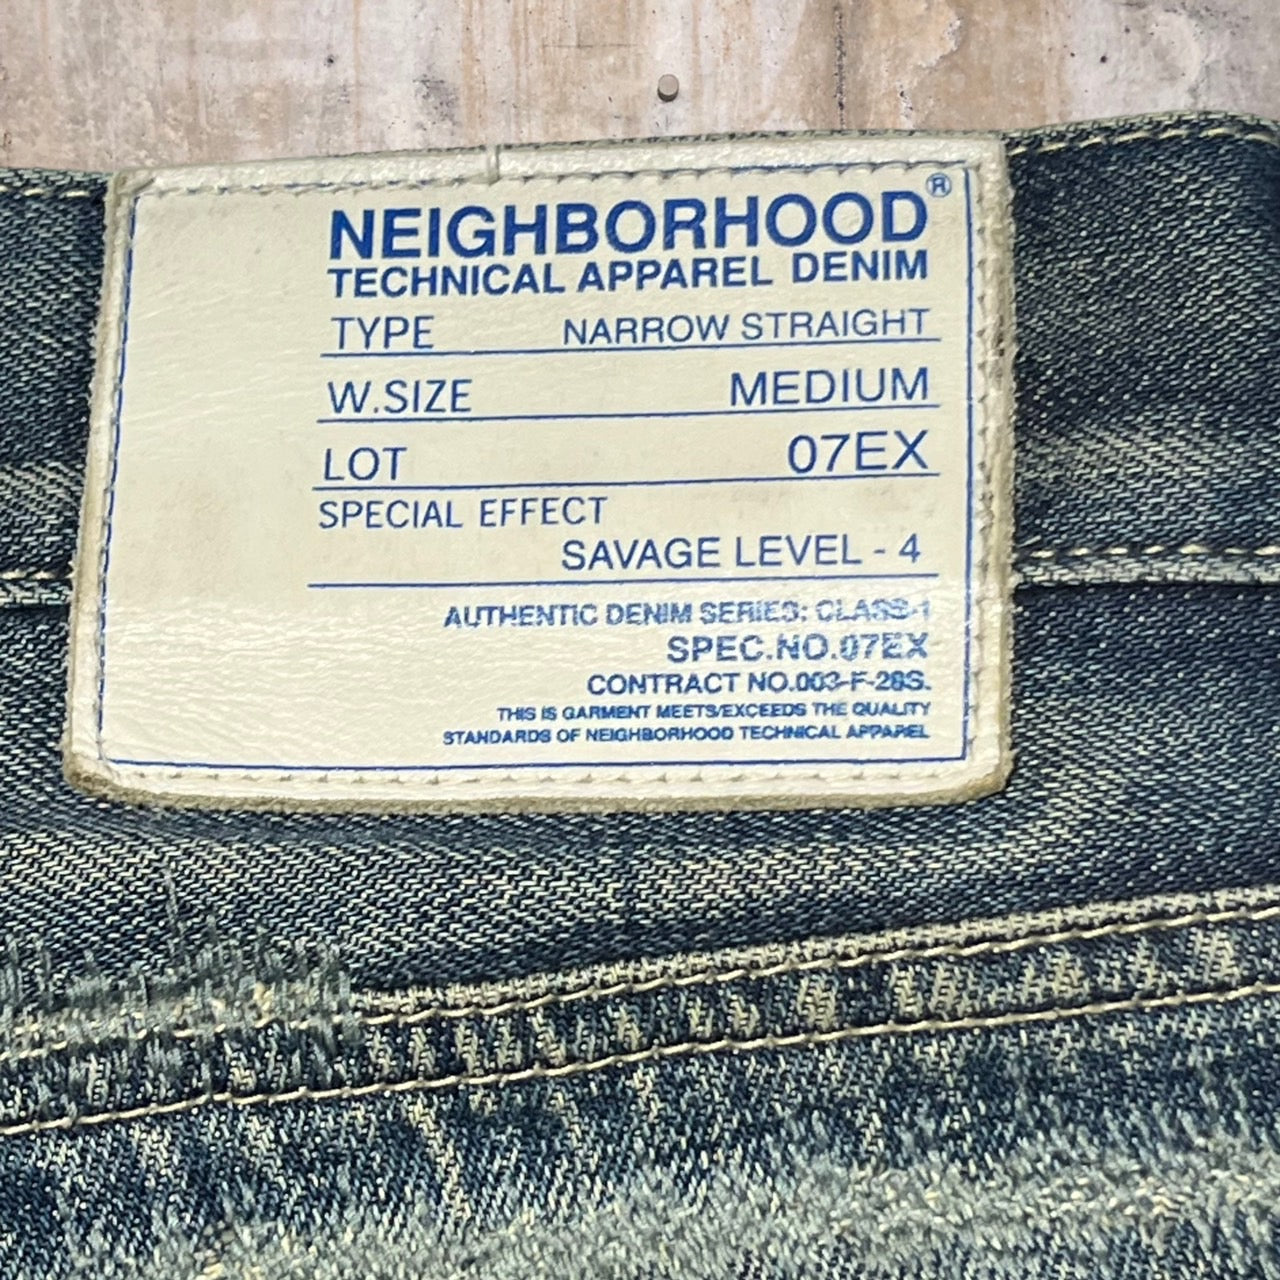 NEIGHBORHOOD®
TECHNICAL APPAREL DENIM
TYPE NARROW STRAIGHT
W.SIZE MEDIUM
LOT 07EX
SPECIAL EFFECT
SAVAGE LEVEL - 4
AUTHENTIC DENIM SERIES: CLASS-1
SPEC.NO.07EX
CONTRACT NO.003-F-28S.
THIS IS GARMENT MEETS/EXCEEDS THE QUALITY
STANDARDS OF NEIGHBORHOOD TECHNICAL APPAREL